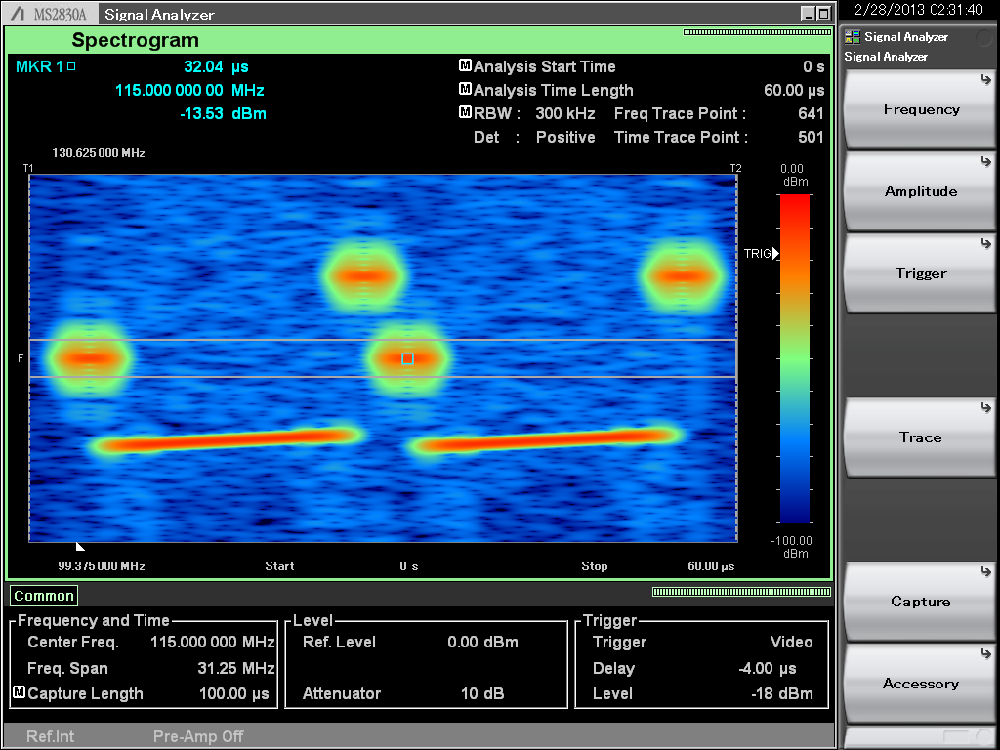 MS2830A Signal Analyzer 2/28/2013 02:31:40
Spectrogram
MKR 1 32.04 µs
115.000 000 00 MHz
-13.53 dBm
M Analysis Start Time 0 s
M Analysis Time Length 60.00 µs
M RBW : 300 kHz Freq Trace Point : 641
Det : Positive Time Trace Point : 501
130.625 000 MHz
T1 T2
0.00
dBm
TRIG
F
-100.00
dBm
99.375 000 MHz Start 0 s Stop 60.00 µs
Common
Frequency and Time
Center Freq. 115.000 000 MHz
Freq. Span 31.25 MHz
M Capture Length 100.00 µs
Level
Ref. Level 0.00 dBm
Attenuator 10 dB
Trigger
Trigger Video
Delay -4.00 µs
Level -18 dBm
Ref.Int Pre-Amp Off
Signal Analyzer
Signal Analyzer
Frequency
Amplitude
Trigger
Trace
Capture
Accessory